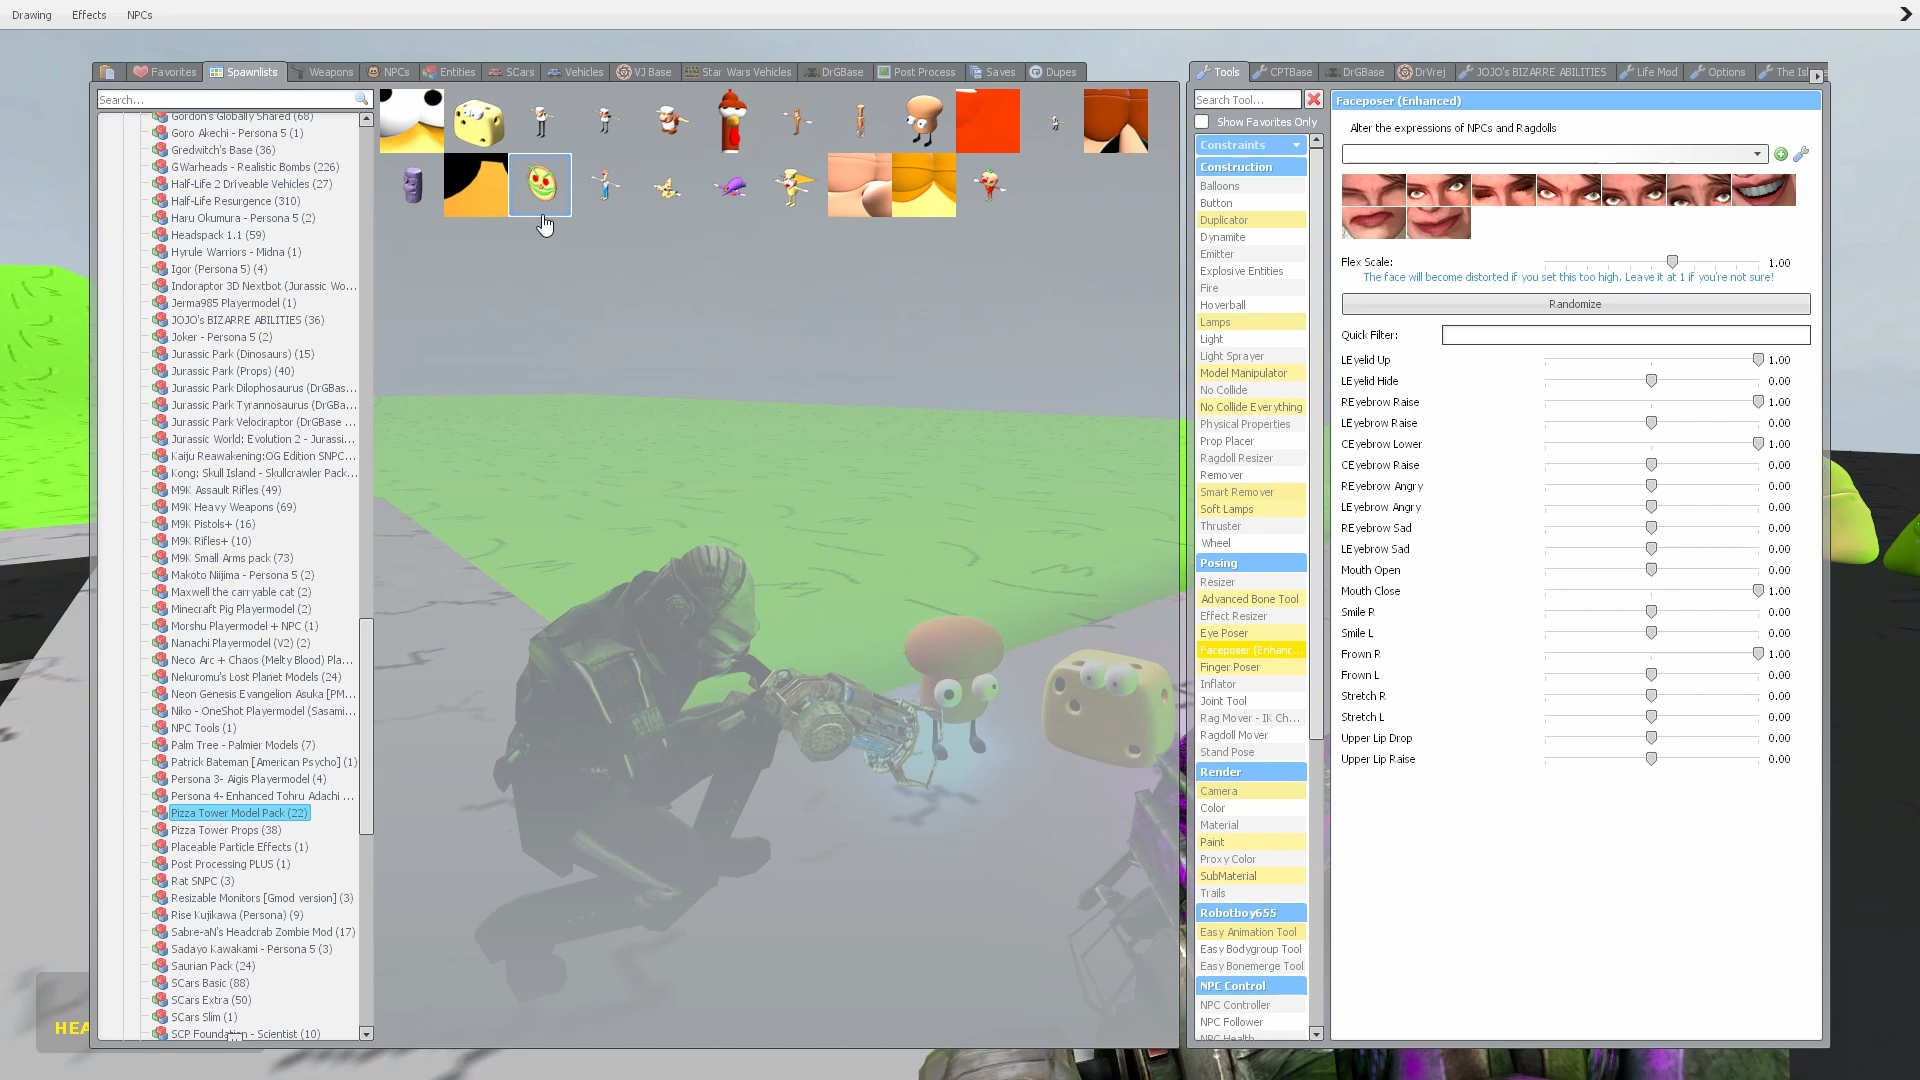 Drawing Effects NPCs
Favorites Spawnlists Weapons NPCs Entities SCars Vehicles VJ Base Star Wars Vehicles DrGBase Post Process Saves Dupes
Search...
Gordon's Globally Shared (68)
Goro Akechi - Persona 5 (1)
Gredwitch's Base (36)
GWarheads - Realistic Bombs (226)
Half-Life 2 Driveable Vehicles (27)
Half-Life Resurgence (310)
Haru Okumura - Persona 5 (2)
Headspack 1.1 (59)
Hyrule Warriors - Midna (1)
Igor (Persona 5) (4)
Indoraptor 3D Nextbot (Jurassic Wo...
Jerma985 Playermodel (1)
JOJO's BIZARRE ABILITIES (36)
Joker - Persona 5 (2)
Jurassic Park (Dinosaurs) (15)
Jurassic Park (Props) (40)
Jurassic Park Dilophosaurus (DrGBas...
Jurassic Park Tyrannosaurus (DrGBa...
Jurassic Park Velociraptor (DrGBase ...
Jurassic World: Evolution 2 - Jurassi...
Kaiju Reawakening:OG Edition SNPC...
Kong: Skull Island - Skullcrawler Pack...
M9K Assault Rifles (49)
M9K Heavy Weapons (69)
M9K Pistols+ (16)
M9K Rifles+ (10)
M9K Small Arms pack (73)
Makoto Niijima - Persona 5 (2)
Maxwell the carryable cat (2)
Minecraft Pig Playermodel (2)
Morshu Playermodel + NPC (1)
Nanachi Playermodel (V2) (2)
Neco Arc + Chaos (Melty Blood) Pla...
Nekuromu's Lost Planet Models (24)
Neon Genesis Evangelion Asuka [PM...
Niko - OneShot Playermodel (Sasami...
NPC Tools (1)
Palm Tree - Palmier Models (7)
Patrick Bateman [American Psycho] (1)
Persona 3- Aigis Playermodel (4)
Persona 4- Enhanced Tohru Adachi ...
Pizza Tower Model Pack (22)
Pizza Tower Props (38)
Placeable Particle Effects (1)
Post Processing PLUS (1)
Rat SNPC (3)
Resizable Monitors [Gmod version] (3)
Rise Kujikawa (Persona) (9)
Sabre-aN's Headcrab Zombie Mod (17)
Sadayo Kawakami - Persona 5 (3)
Saurian Pack (24)
SCars Basic (88)
SCars Extra (50)
SCars Slim (1)
SCP Foundation - Scientist (10)
HEA
Tools CPTBase DrGBase DrVrej JOJO's BIZARRE ABILITIES Life Mod Options The Isl
Search Tool...
Show Favorites Only
Constraints
Construction
Balloons
Button
Duplicator
Dynamite
Emitter
Explosive Entities
Fire
Hoverball
Lamps
Light
Light Sprayer
Model Manipulator
No Collide
No Collide Everything
Physical Properties
Prop Placer
Ragdoll Resizer
Remover
Smart Remover
Soft Lamps
Thruster
Wheel
Posing
Resizer
Advanced Bone Tool
Effect Resizer
Eye Poser
Faceposer (Enhanc...
Finger Poser
Inflator
Joint Tool
Rag Mover - IK Ch...
Ragdoll Mover
Stand Pose
Render
Camera
Color
Material
Paint
Proxy Color
SubMaterial
Trails
Robotboy655
Easy Animation Tool
Easy Bodygroup Tool
Easy Bonemerge Tool
NPC Control
NPC Controller
NPC Follower
NPC Health
Faceposer (Enhanced)
Alter the expressions of NPCs and Ragdolls
Flex Scale: 1.00
The face will become distorted if you set this too high. Leave it at 1 if you're not sure!
Randomize
Quick Filter:
LEyelid Up 1.00
LEyelid Hide 0.00
REyebrow Raise 1.00
LEyebrow Raise 0.00
CEyebrow Lower 1.00
CEyebrow Raise 0.00
REyebrow Angry 0.00
LEyebrow Angry 0.00
REyebrow Sad 0.00
LEyebrow Sad 0.00
Mouth Open 0.00
Mouth Close 1.00
Smile R 0.00
Smile L 0.00
Frown R 1.00
Frown L 0.00
Stretch R 0.00
Stretch L 0.00
Upper Lip Drop 0.00
Upper Lip Raise 0.00